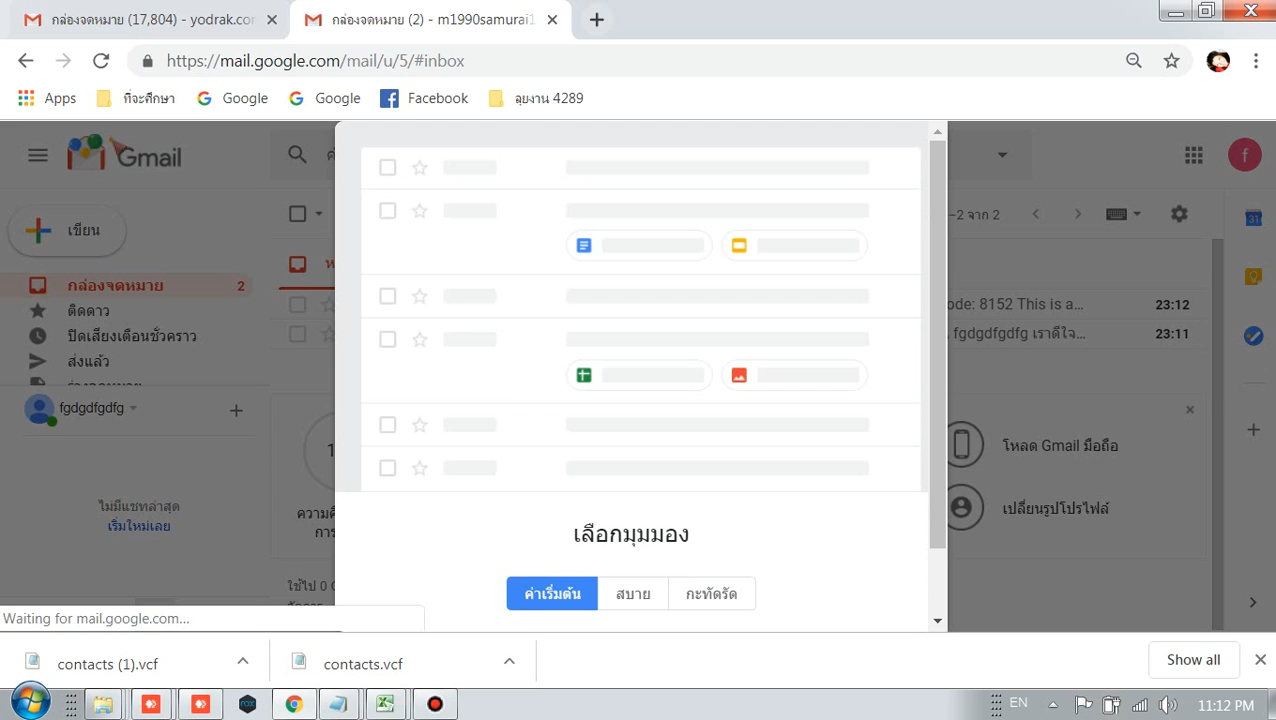 กล่องจดหมาย (17,804) - yodrak.co
กล่องจดหมาย (2) - m1990samurai1
https://mail.google.com/mail/u/5/#inbox
Apps
ที่จะศึกษา
Google
Google
Facebook
ลุยงาน 4289
Gmail
f
เขียน
–2 จาก 2
31
กล่องจดหมาย
2
ติดดาว
ode: 8152 This is a...
23:12
ปิดเสียงเตือนชั่วคราว
fgdgdfgdfg เราดีใจ...
23:11
ส่งแล้ว
fgdgdfgdfg
โหลด Gmail มือถือ
ไม่มีแชทล่าสุด
เริ่มใหม่เลย
เปลี่ยนรูปโปรไฟล์
เลือกมุมมอง
ค่าเริ่มต้น
สบาย
กะทัดรัด
ใช้ไป 0
Waiting for mail.google.com...
contacts (1).vcf
contacts.vcf
Show all
EN
11:12 PM